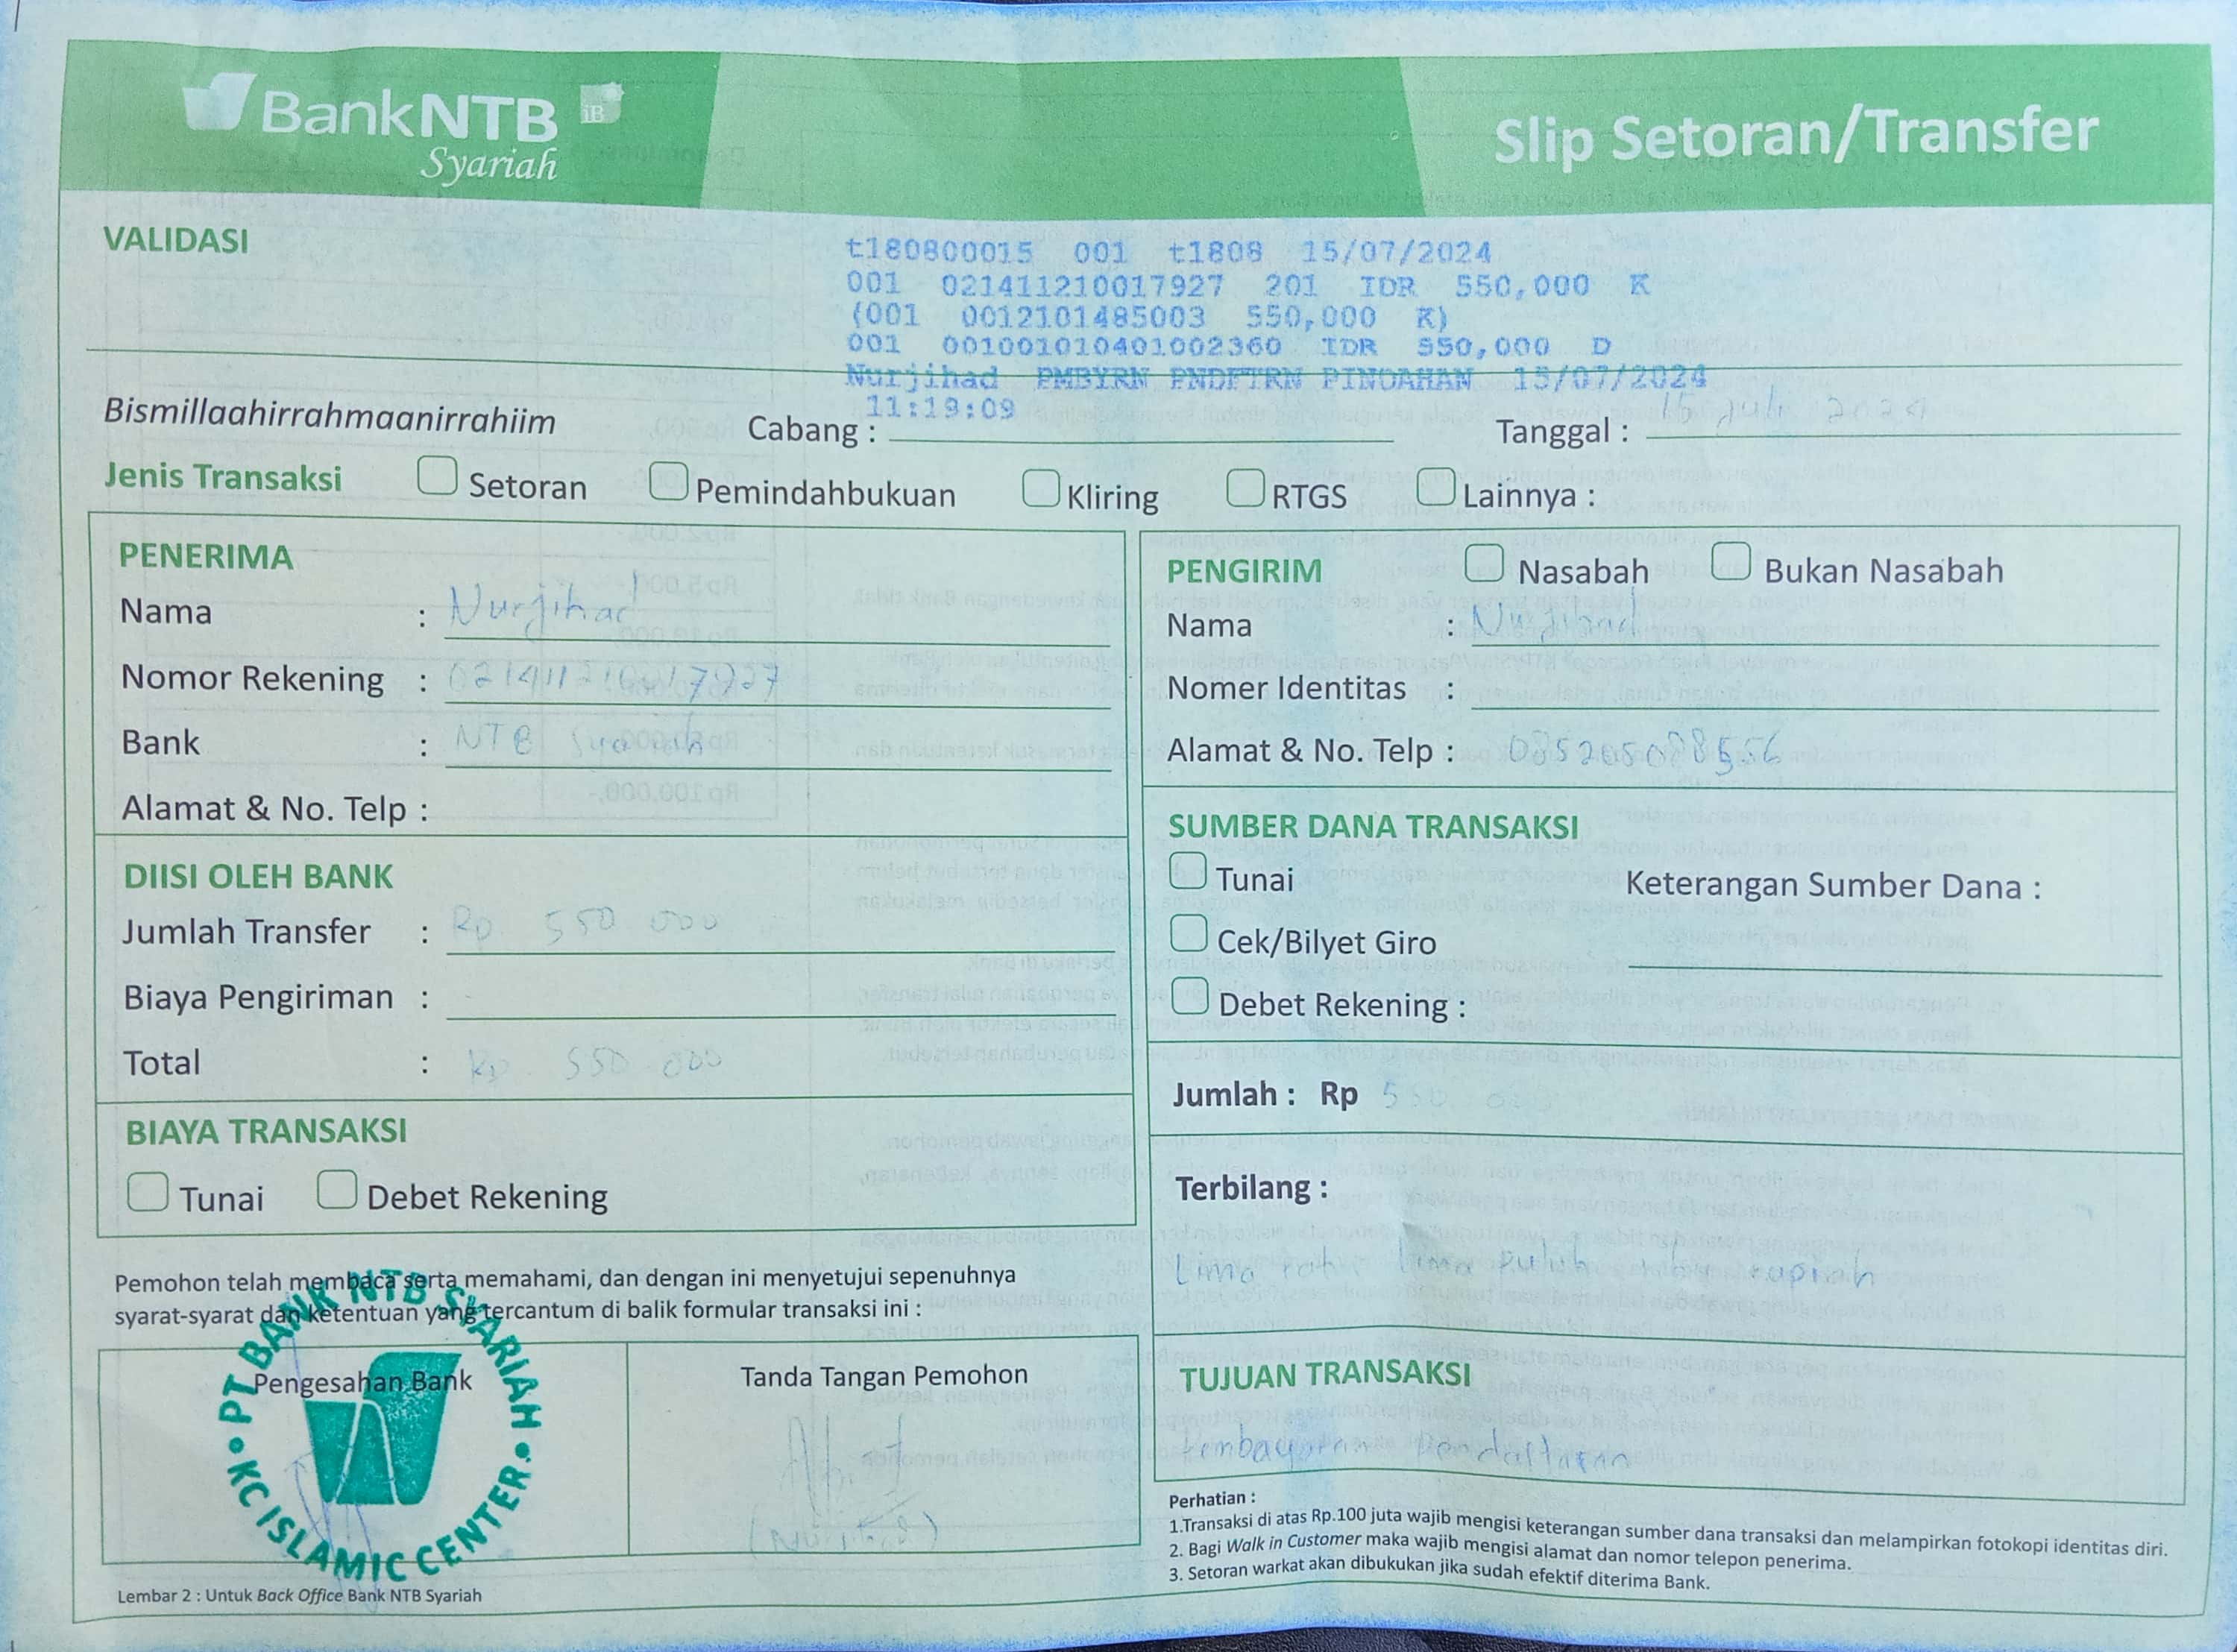 BankNTB iB
Syariah
Slip Setoran/Transfer
VALIDASI
t180800015 001 t1808 15/07/2024
001 021411210017927 201 IDR 550,000 K
(001 0012101485003 550,000 K)
001 001001010401002360 IDR 550,000 D
Nurjihad PMBYRN PNDFTRN PINDAHAN 15/07/2024
11:19:09
Bismillaahirrahmaanirrahiim
Cabang :
Tanggal : 15 Juli 2024
Jenis Transaksi Setoran Pemindahbukuan Kliring RTGS Lainnya :
PENERIMA
Nama : Nurjihad
Nomor Rekening : 021411210017927
Bank : NTB Syariah
Alamat & No. Telp :
DIISI OLEH BANK
Jumlah Transfer : Rp. 550 000
Biaya Pengiriman :
Total : Rp. 550.000
BIAYA TRANSAKSI
Tunai Debet Rekening
PENGIRIM Nasabah Bukan Nasabah
Nama : Nurjihad
Nomer Identitas :
Alamat & No. Telp :
SUMBER DANA TRANSAKSI
Tunai
Keterangan Sumber Dana :
Cek/Bilyet Giro
Debet Rekening :
Jumlah : Rp 550.000
Terbilang :
Lima ratus lima puluh ribu rupiah
TUJUAN TRANSAKSI
Pembayaran Pendaftaran
Pemohon telah membaca serta memahami, dan dengan ini menyetujui sepenuhnya
syarat-syarat dan ketentuan yang tercantum di balik formular transaksi ini :
Pengesahan Bank
PT BANK NTB SYARIAH
• KC ISLAMIC CENTER •
Tanda Tangan Pemohon
(Nurjihad)
Lembar 2 : Untuk Back Office Bank NTB Syariah
Perhatian :
1.Transaksi di atas Rp.100 juta wajib mengisi keterangan sumber dana transaksi dan melampirkan fotokopi identitas diri.
2. Bagi Walk in Customer maka wajib mengisi alamat dan nomor telepon penerima.
3. Setoran warkat akan dibukukan jika sudah efektif diterima Bank.